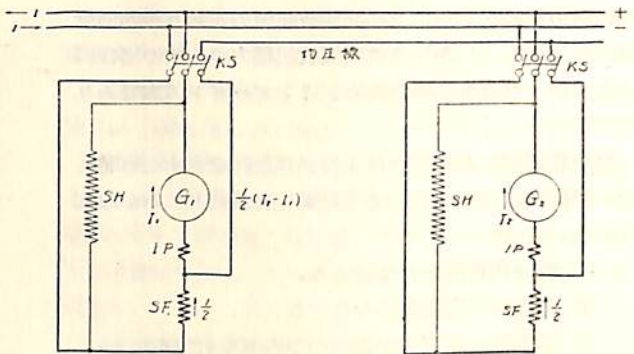 +
−
KS
均圧線
KS
SH
G₁
I₁
½(I₁-I₂)
IP
SF
½
SH
G₂
I₂
IP
SF
½